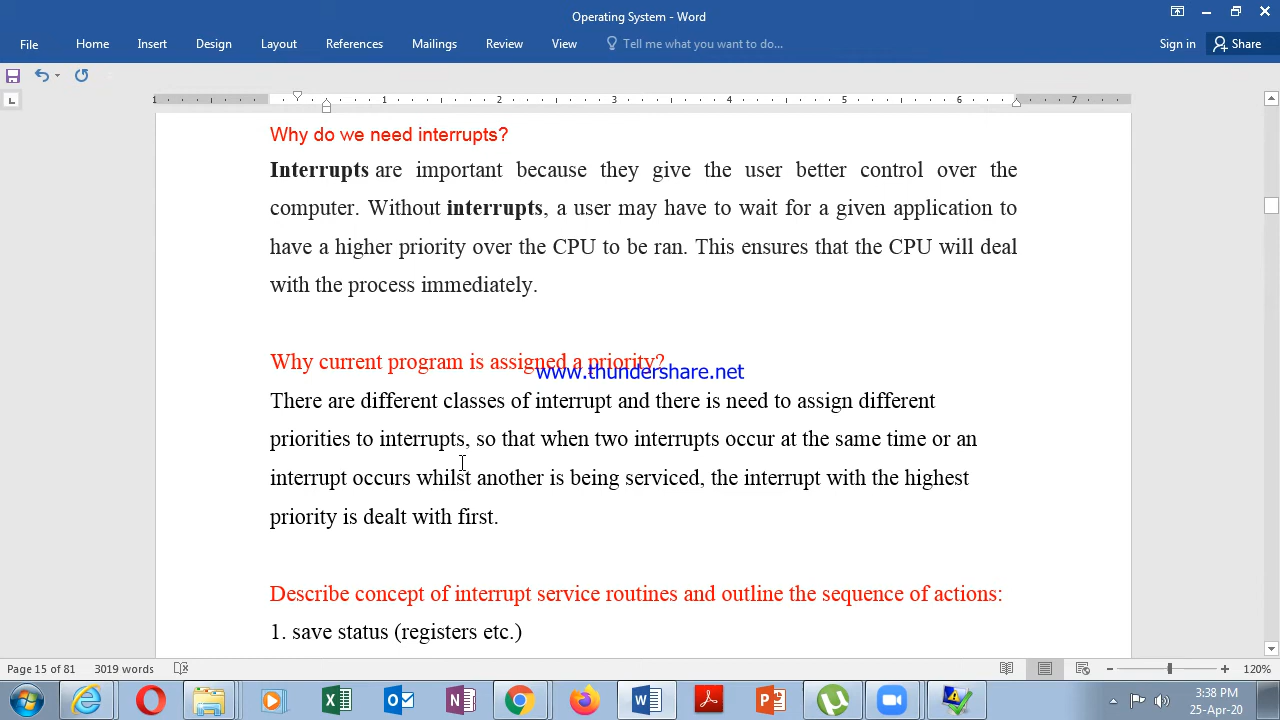 Operating System - Word
File Home Insert Design Layout References Mailings Review View Tell me what you want to do... Sign in Share
1 1 2 3 4 5 6 7
Why do we need interrupts?
Interrupts are important because they give the user better control over the
computer. Without interrupts, a user may have to wait for a given application to
have a higher priority over the CPU to be ran. This ensures that the CPU will deal
with the process immediately.
Why current program is assigned a priority?
www.thundershare.net
There are different classes of interrupt and there is need to assign different
priorities to interrupts, so that when two interrupts occur at the same time or an
interrupt occurs whilst another is being serviced, the interrupt with the highest
priority is dealt with first.
Describe concept of interrupt service routines and outline the sequence of actions:
1. save status (registers etc.)
Page 15 of 81 3019 words 120%
3:38 PM
25-Apr-20